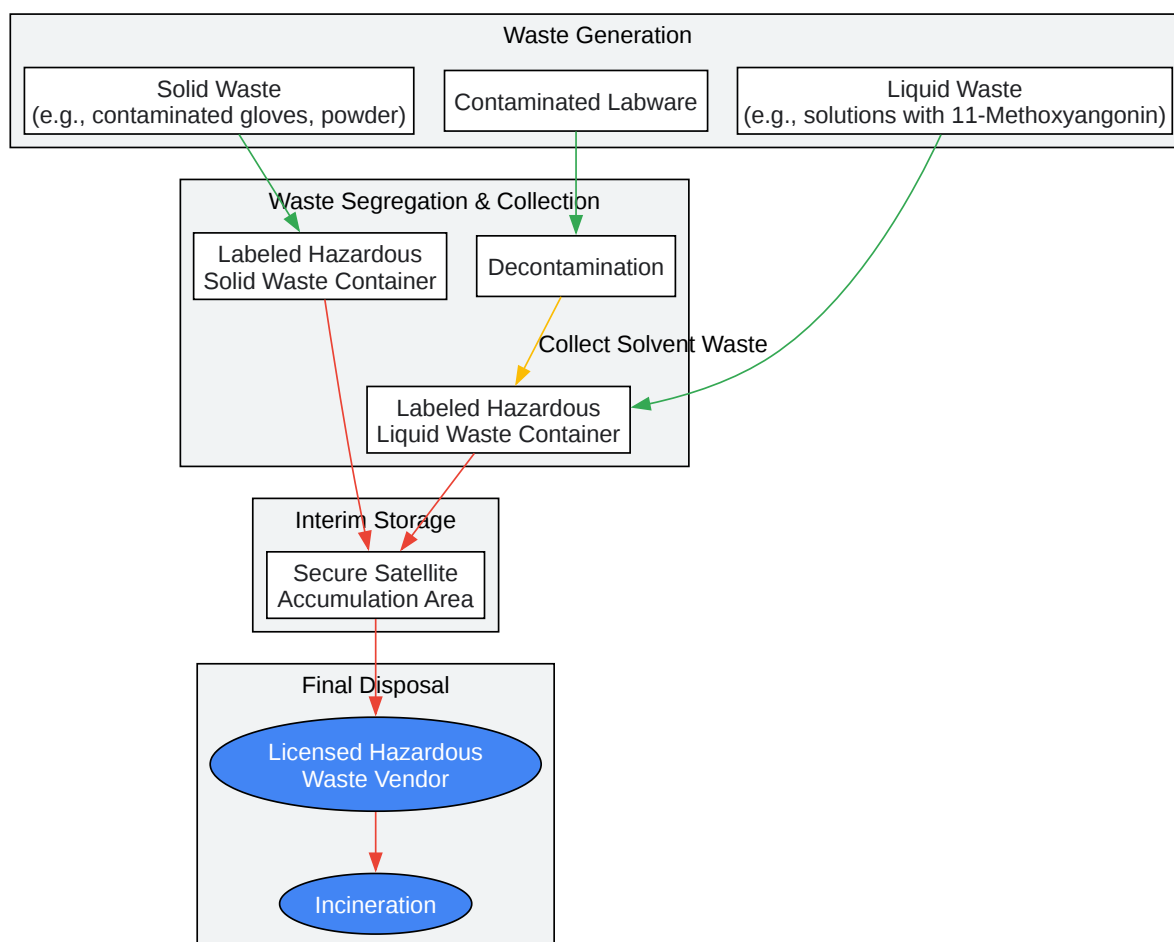 Waste Generation
Solid Waste
(e.g., contaminated gloves, powder)
Contaminated Labware
Liquid Waste
(e.g., solutions with 11-Methoxyangonin)
Waste Segregation & Collection
Labeled Hazardous
Solid Waste Container
Decontamination
Collect Solvent Waste
Labeled Hazardous
Liquid Waste Container
Interim Storage
Secure Satellite
Accumulation Area
Final Disposal
Licensed Hazardous
Waste Vendor
Incineration